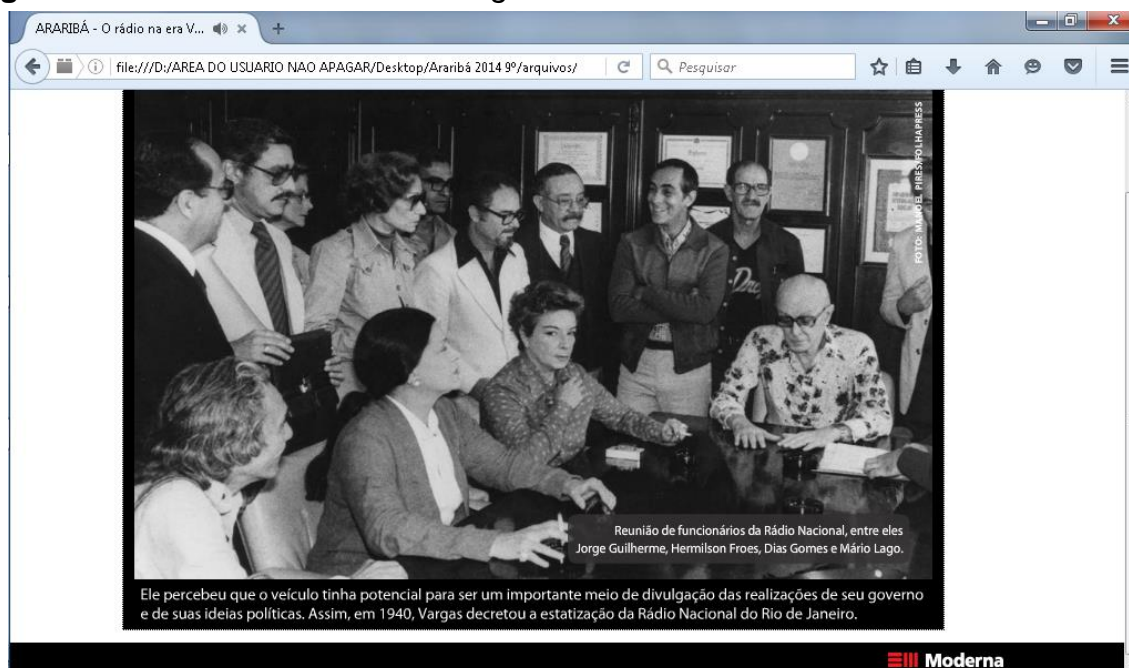 ARARIBÁ - O rádio na era V...
file:///D:/AREA DO USUARIO NAO APAGAR/Desktop/Araribá 2014 9º/arquivos/
Pesquisar
FOTO: MANOEL PIRES/FOLHAPRESS
Reunião de funcionários da Rádio Nacional, entre eles
Jorge Guilherme, Hermilson Froes, Dias Gomes e Mário Lago.
Ele percebeu que o veículo tinha potencial para ser um importante meio de divulgação das realizações de seu governo
e de suas ideias políticas. Assim, em 1940, Vargas decretou a estatização da Rádio Nacional do Rio de Janeiro.
Moderna